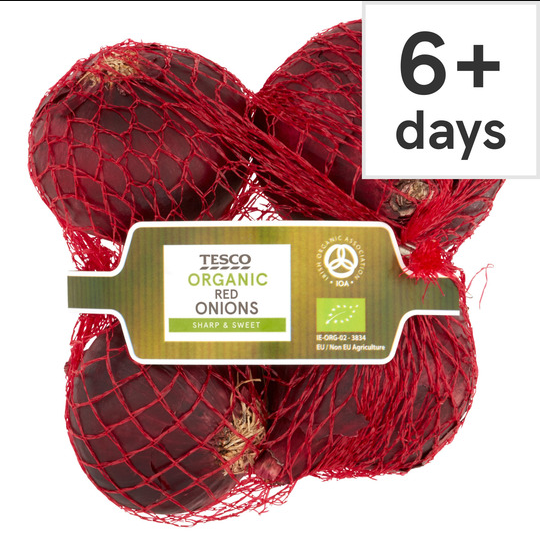 6+
days
TESCO
ORGANIC
RED
ONIONS
SHARP & SWEET
IRISH ORGANIC ASSOCIATION
IOA
IE-ORG-02 - 3834
EU / Non EU Agriculture